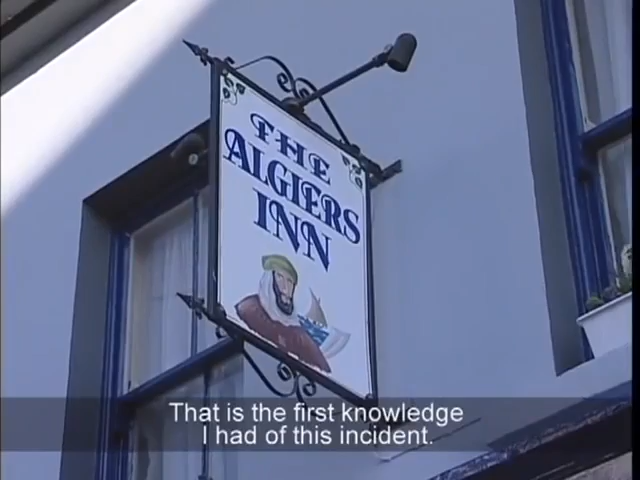 THE
ALGIERS
INN
That is the first knowledge
I had of this incident.